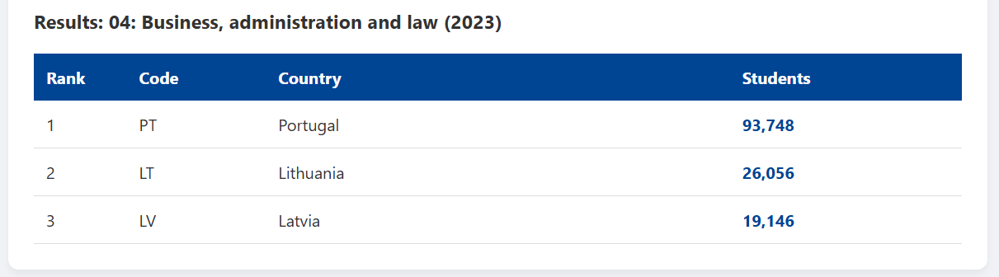 Results: 04: Business, administration and law (2023)
Rank Code Country Students
1 PT Portugal 93,748
2 LT Lithuania 26,056
3 LV Latvia 19,146